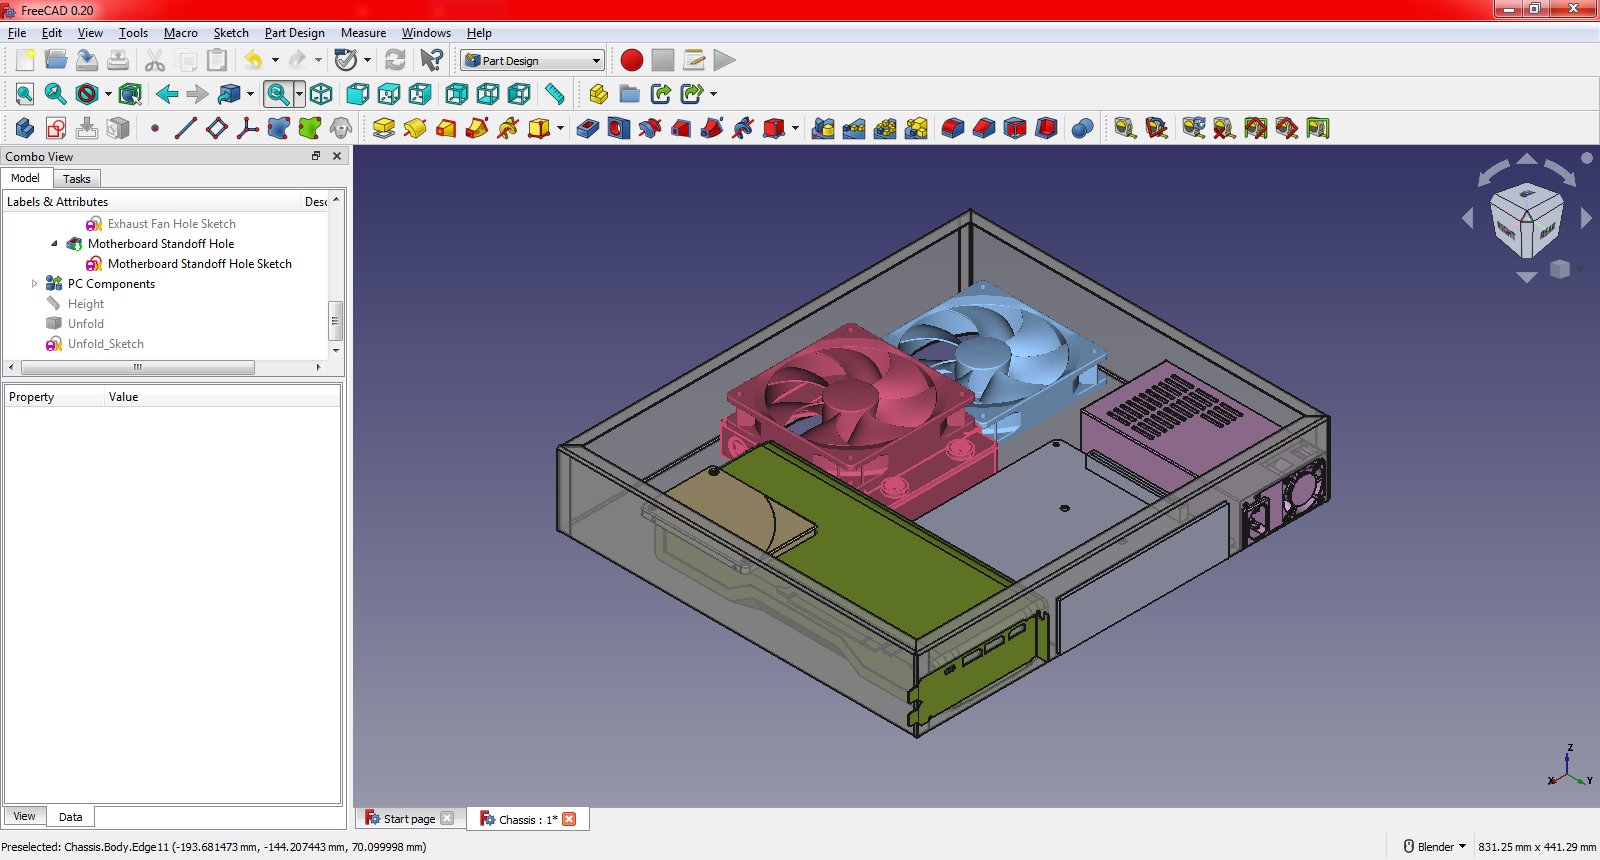 FreeCAD 0.20
File Edit View Tools Macro Sketch Part Design Measure Windows Help
Part Design
Combo View
Model Tasks
Labels & Attributes Desc
Exhaust Fan Hole Sketch
Motherboard Standoff Hole
Motherboard Standoff Hole Sketch
PC Components
Height
Unfold
Unfold_Sketch
Property Value
RIGHT REAR
Z
X Y
View Data
Start page Chassis : 1*
Preselected: Chassis.Body.Edge11 (-193.681473 mm, -144.207443 mm, 70.099998 mm)
Blender 831.25 mm x 441.29 mm